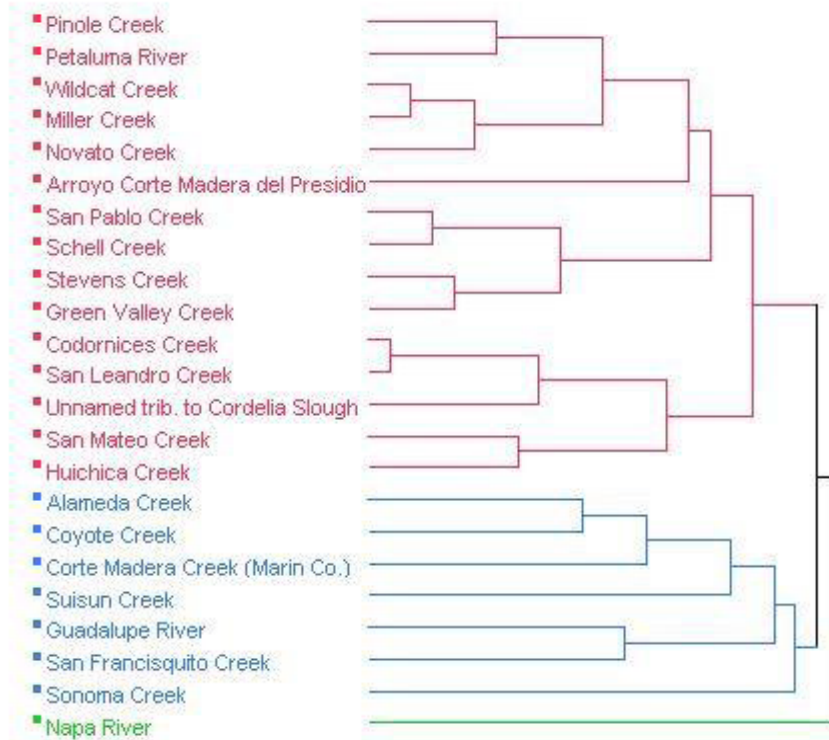 Pinole Creek
Petaluma River
Wildcat Creek
Miller Creek
Novato Creek
Arroyo Corte Madera del Presidio
San Pablo Creek
Schell Creek
Stevens Creek
Green Valley Creek
Codornices Creek
San Leandro Creek
Unnamed trib. to Cordelia Slough
San Mateo Creek
Huichica Creek
Alameda Creek
Coyote Creek
Corte Madera Creek (Marin Co.)
Suisun Creek
Guadalupe River
San Francisquito Creek
Sonoma Creek
Napa River